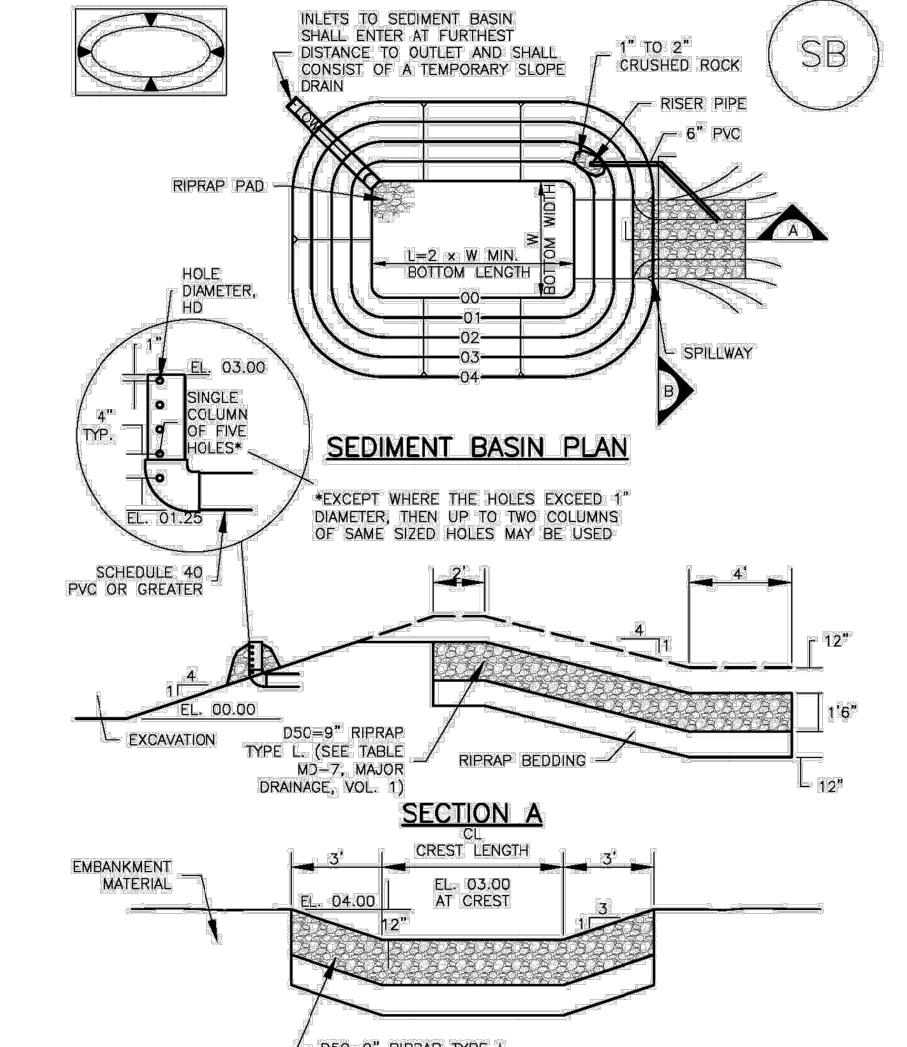 INLETS TO SEDIMENT BASIN
SHALL ENTER AT FURTHEST
DISTANCE TO OUTLET AND SHALL
CONSIST OF A TEMPORARY SLOPE
DRAIN
1" TO 2"
CRUSHED ROCK
SB
RISER PIPE
6" PVC
FLOW
RIPRAP PAD
A
W
BOTTOM WIDTH
L=2 x W MIN.
BOTTOM LENGTH
00
01
02
03
04
SPILLWAY
B
HOLE
DIAMETER,
HD
1"
EL. 03.00
4"
TYP.
SINGLE
COLUMN
OF FIVE
HOLES*
EL. 01.25
SEDIMENT BASIN PLAN
*EXCEPT WHERE THE HOLES EXCEED 1"
DIAMETER, THEN UP TO TWO COLUMNS
OF SAME SIZED HOLES MAY BE USED
SCHEDULE 40
PVC OR GREATER
2'
4'
4
1
12"
4
1
EL. 00.00
EXCAVATION
1'6"
D50=9" RIPRAP
TYPE L. (SEE TABLE
MD-7, MAJOR
DRAINAGE, VOL. 1)
RIPRAP BEDDING
12"
SECTION A
CL
CREST LENGTH
3'
3'
EMBANKMENT
MATERIAL
EL. 04.00
EL. 03.00
AT CREST
12"
3
1
D50=9" RIPRAP TYPE L